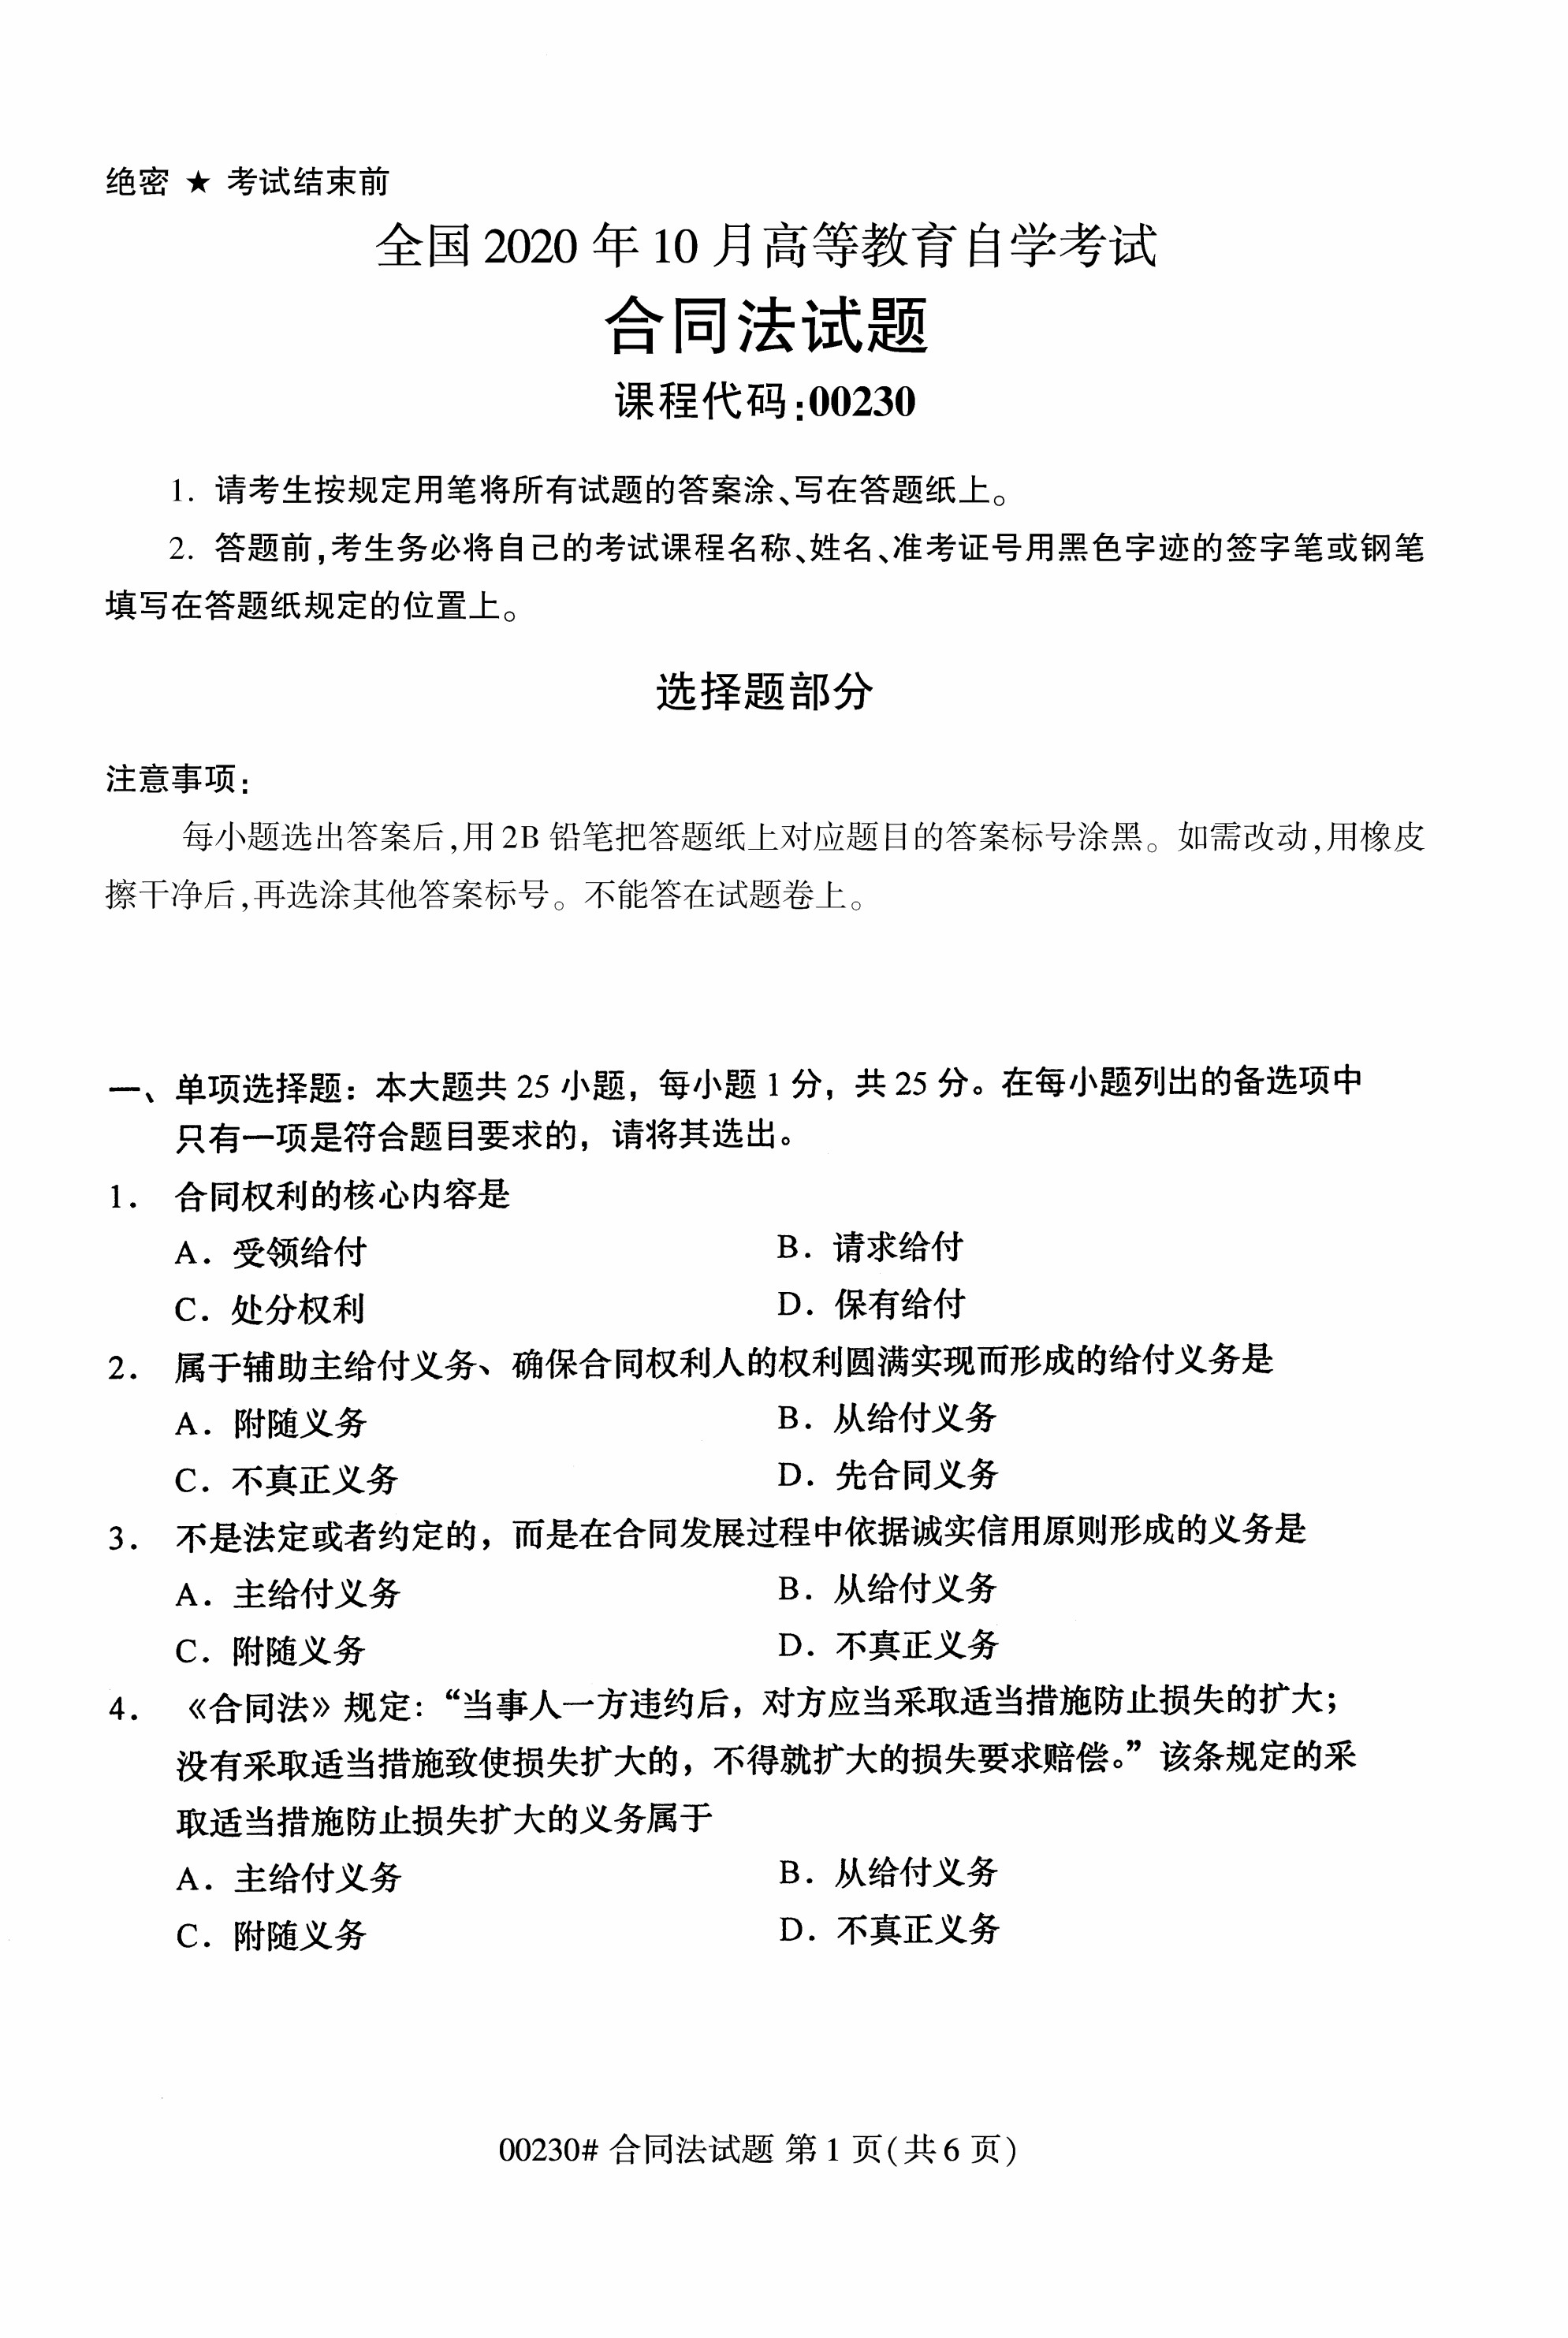 绝密 ★ 考试结束前
全国 2020 年 10 月高等教育自学考试
合同法试题
课程代码:00230
1. 请考生按规定用笔将所有试题的答案涂、写在答题纸上。
2. 答题前,考生务必将自己的考试课程名称、姓名、准考证号用黑色字迹的签字笔或钢笔
填写在答题纸规定的位置上。
选择题部分
注意事项:
每小题选出答案后,用 2B 铅笔把答题纸上对应题目的答案标号涂黑。如需改动,用橡皮
擦干净后,再选涂其他答案标号。不能答在试题卷上。
一、单项选择题：本大题共 25 小题，每小题 1 分，共 25 分。在每小题列出的备选项中
只有一项是符合题目要求的，请将其选出。
1. 合同权利的核心内容是
A. 受领给付 B. 请求给付
C. 处分权利 D. 保有给付
2. 属于辅助主给付义务、确保合同权利人的权利圆满实现而形成的给付义务是
A. 附随义务 B. 从给付义务
C. 不真正义务 D. 先合同义务
3. 不是法定或者约定的，而是在合同发展过程中依据诚实信用原则形成的义务是
A. 主给付义务 B. 从给付义务
C. 附随义务 D. 不真正义务
4. 《合同法》规定：“当事人一方违约后，对方应当采取适当措施防止损失的扩大；
没有采取适当措施致使损失扩大的，不得就扩大的损失要求赔偿。”该条规定的采
取适当措施防止损失扩大的义务属于
A. 主给付义务 B. 从给付义务
C. 附随义务 D. 不真正义务
00230# 合同法试题 第 1 页(共 6 页)